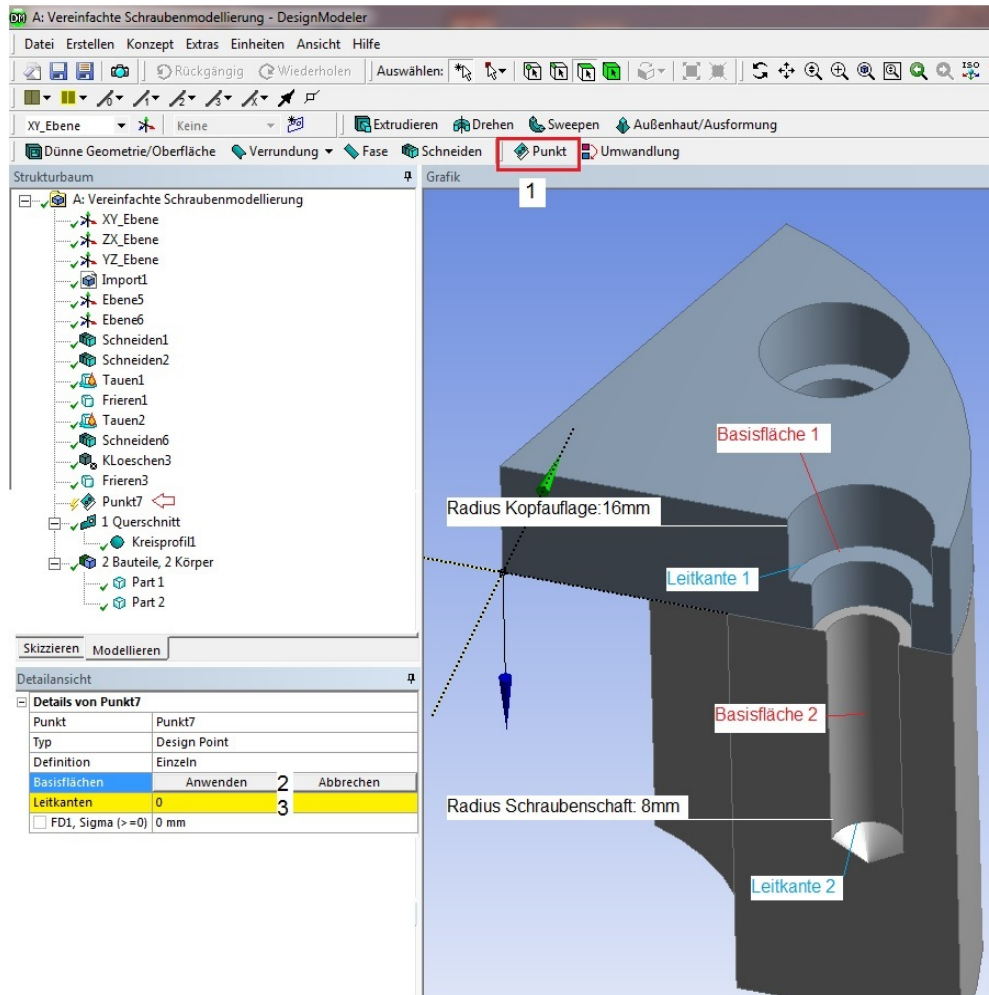 DM A: Vereinfachte Schraubenmodellierung - DesignModeler
Datei Erstellen Konzept Extras Einheiten Ansicht Hilfe
Rückgängig Wiederholen Auswählen: ISO
XY_Ebene Keine Extrudieren Drehen Sweepen Außenhaut/Ausformung
Dünne Geometrie/Oberfläche Verrundung Fase Schneiden Punkt Umwandlung
Strukturbaum Grafik
1
A: Vereinfachte Schraubenmodellierung
XY_Ebene
ZX_Ebene
YZ_Ebene
Import1
Ebene5
Ebene6
Schneiden1
Schneiden2
Tauen1
Frieren1
Tauen2
Schneiden6
KLoeschen3
Frieren3
Punkt7
1 Querschnitt
Kreisprofil1
2 Bauteile, 2 Körper
Part 1
Part 2
Skizzieren Modellieren
Detailansicht
Details von Punkt7
Punkt Punkt7
Typ Design Point
Definition Einzeln
Basisflächen Anwenden 2 Abbrechen
Leitkanten 0 3
FD1, Sigma (>=0) 0 mm
Basisfläche 1
Radius Kopfauflage:16mm
Leitkante 1
Basisfläche 2
Radius Schraubenschaft: 8mm
Leitkante 2